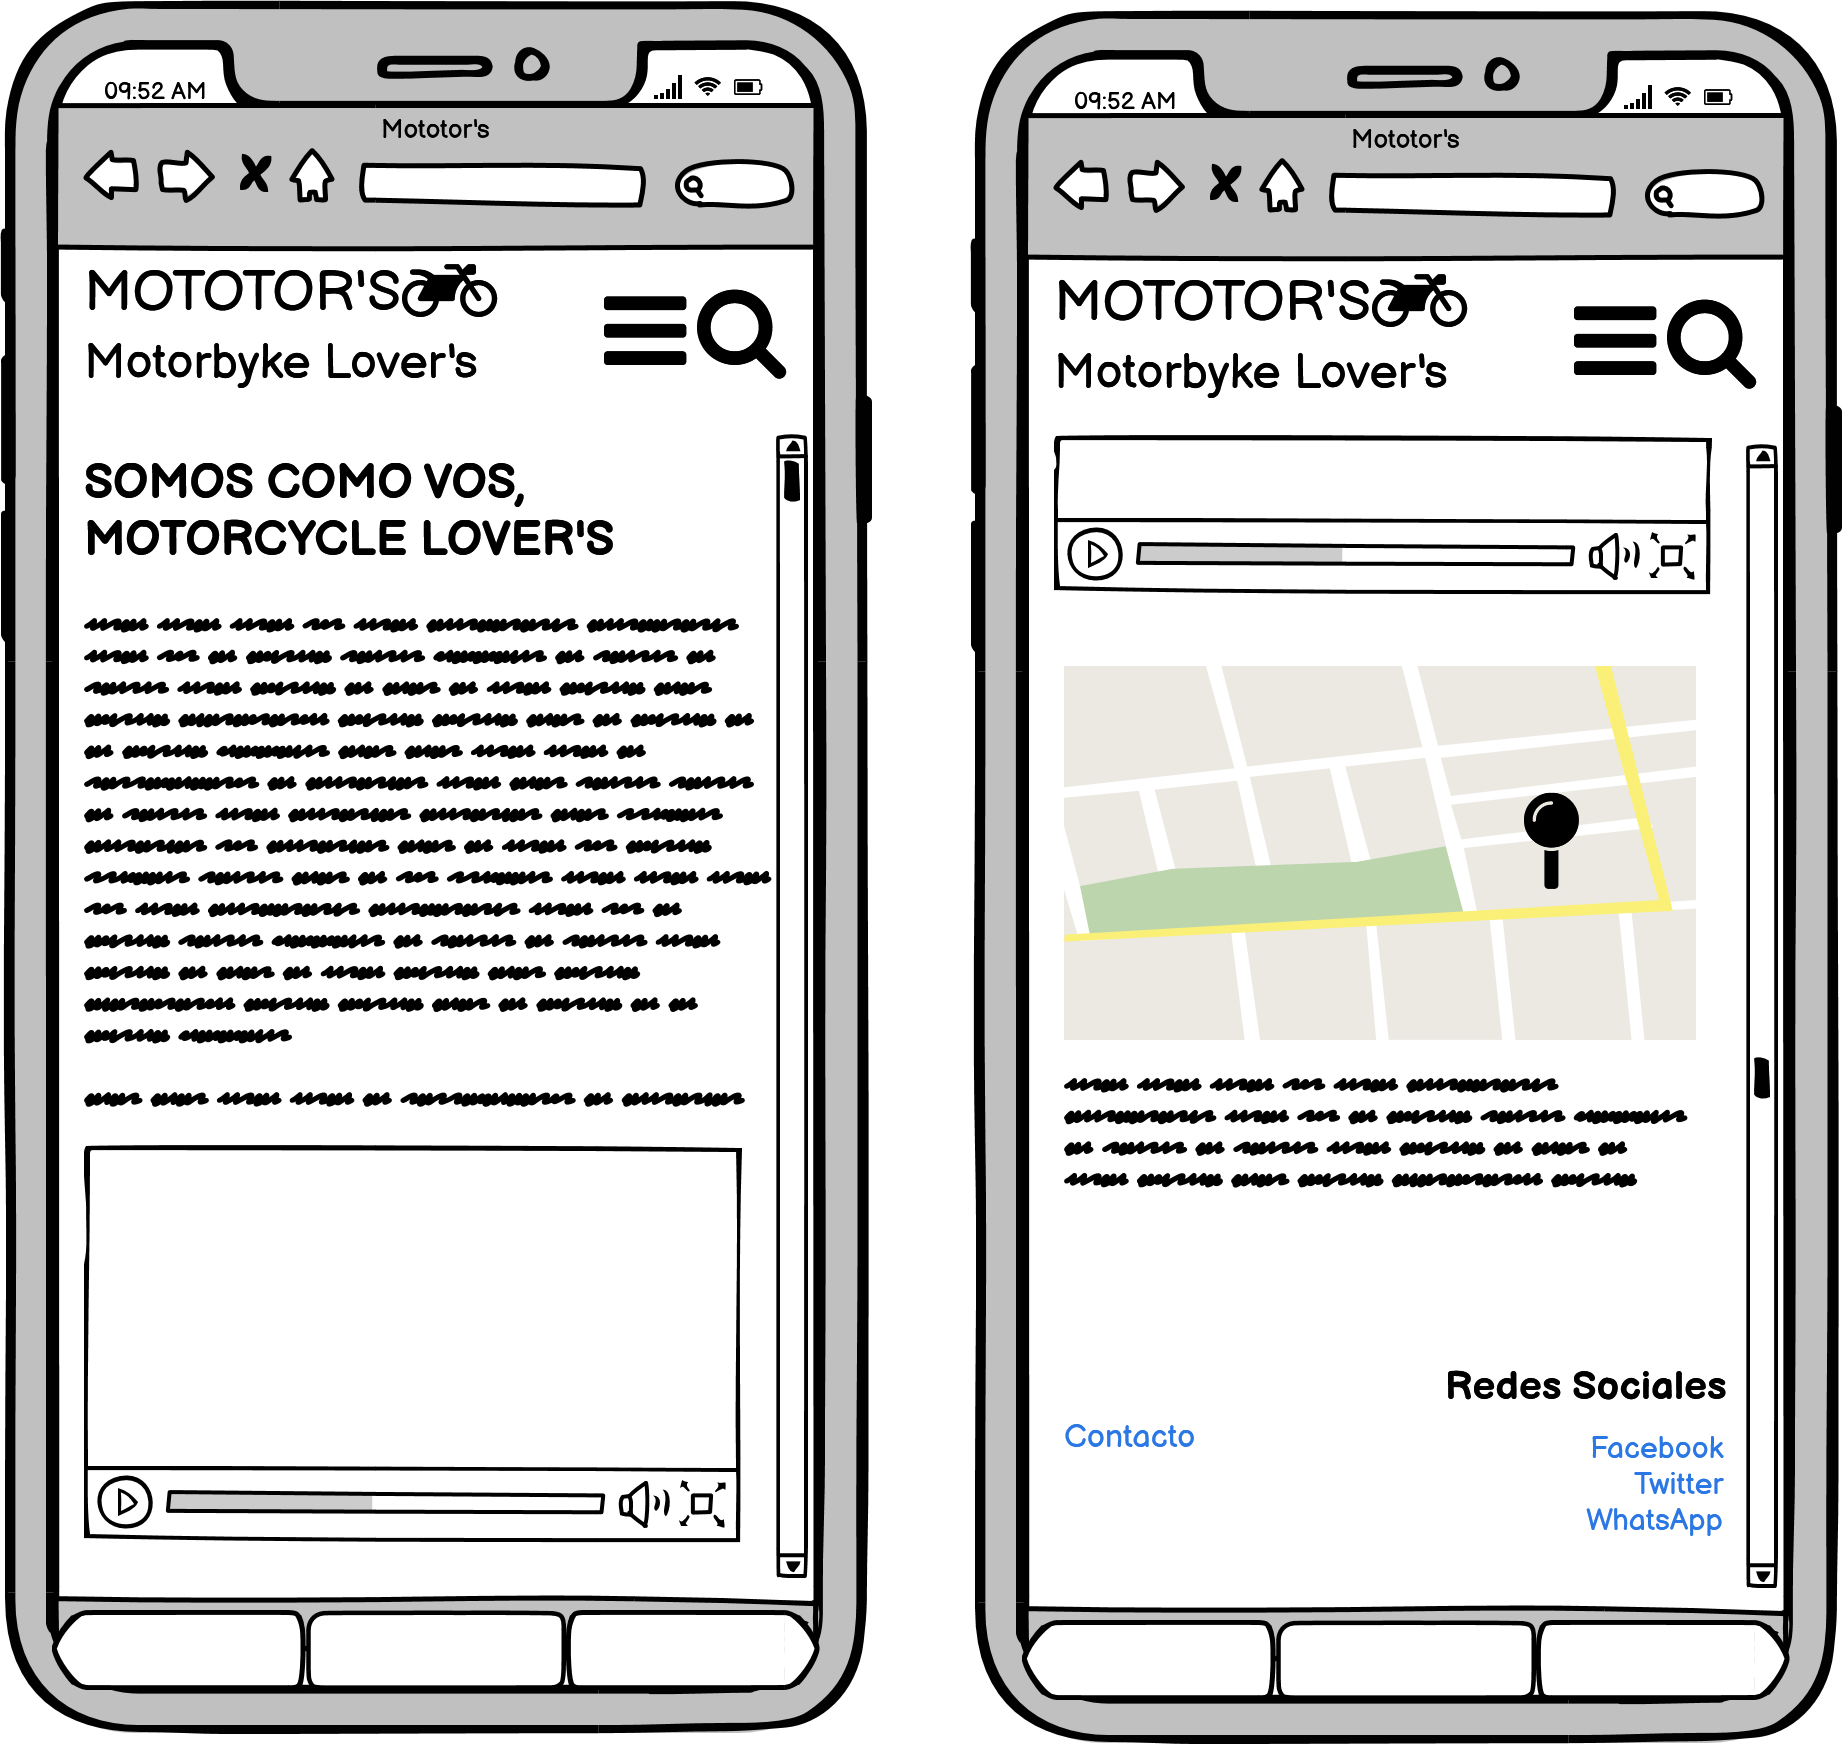 09:52 AM
Mototor's
MOTOTOR'S
Motorbyke Lover's
SOMOS COMO VOS,
MOTORCYCLE LOVER'S
09:52 AM
Mototor's
MOTOTOR'S
Motorbyke Lover's
Redes Sociales
Contacto
Facebook
Twitter
WhatsApp